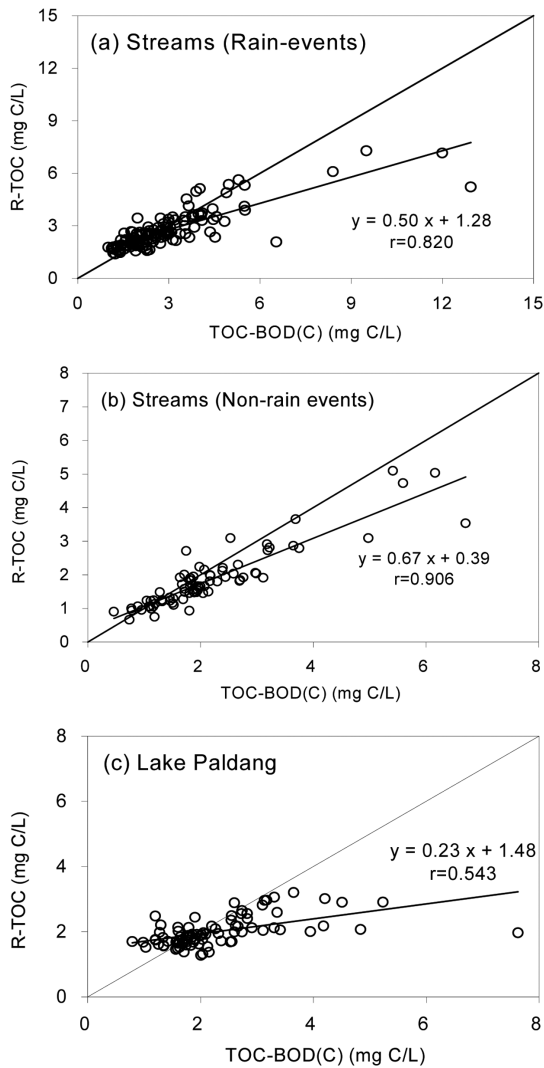 (a) Streams (Rain-events)
15
12
9
6
3
0
R-TOC (mg C/L)
y = 0.50 x + 1.28
r=0.820
0 3 6 9 12 15
TOC-BOD(C) (mg C/L)
(b) Streams (Non-rain events)
8
7
6
5
4
3
2
1
0
R-TOC (mg C/L)
y = 0.67 x + 0.39
r=0.906
0 2 4 6 8
TOC-BOD(C) (mg C/L)
(c) Lake Paldang
8
6
4
2
0
R-TOC (mg C/L)
y = 0.23 x + 1.48
r=0.543
0 2 4 6 8
TOC-BOD(C) (mg C/L)